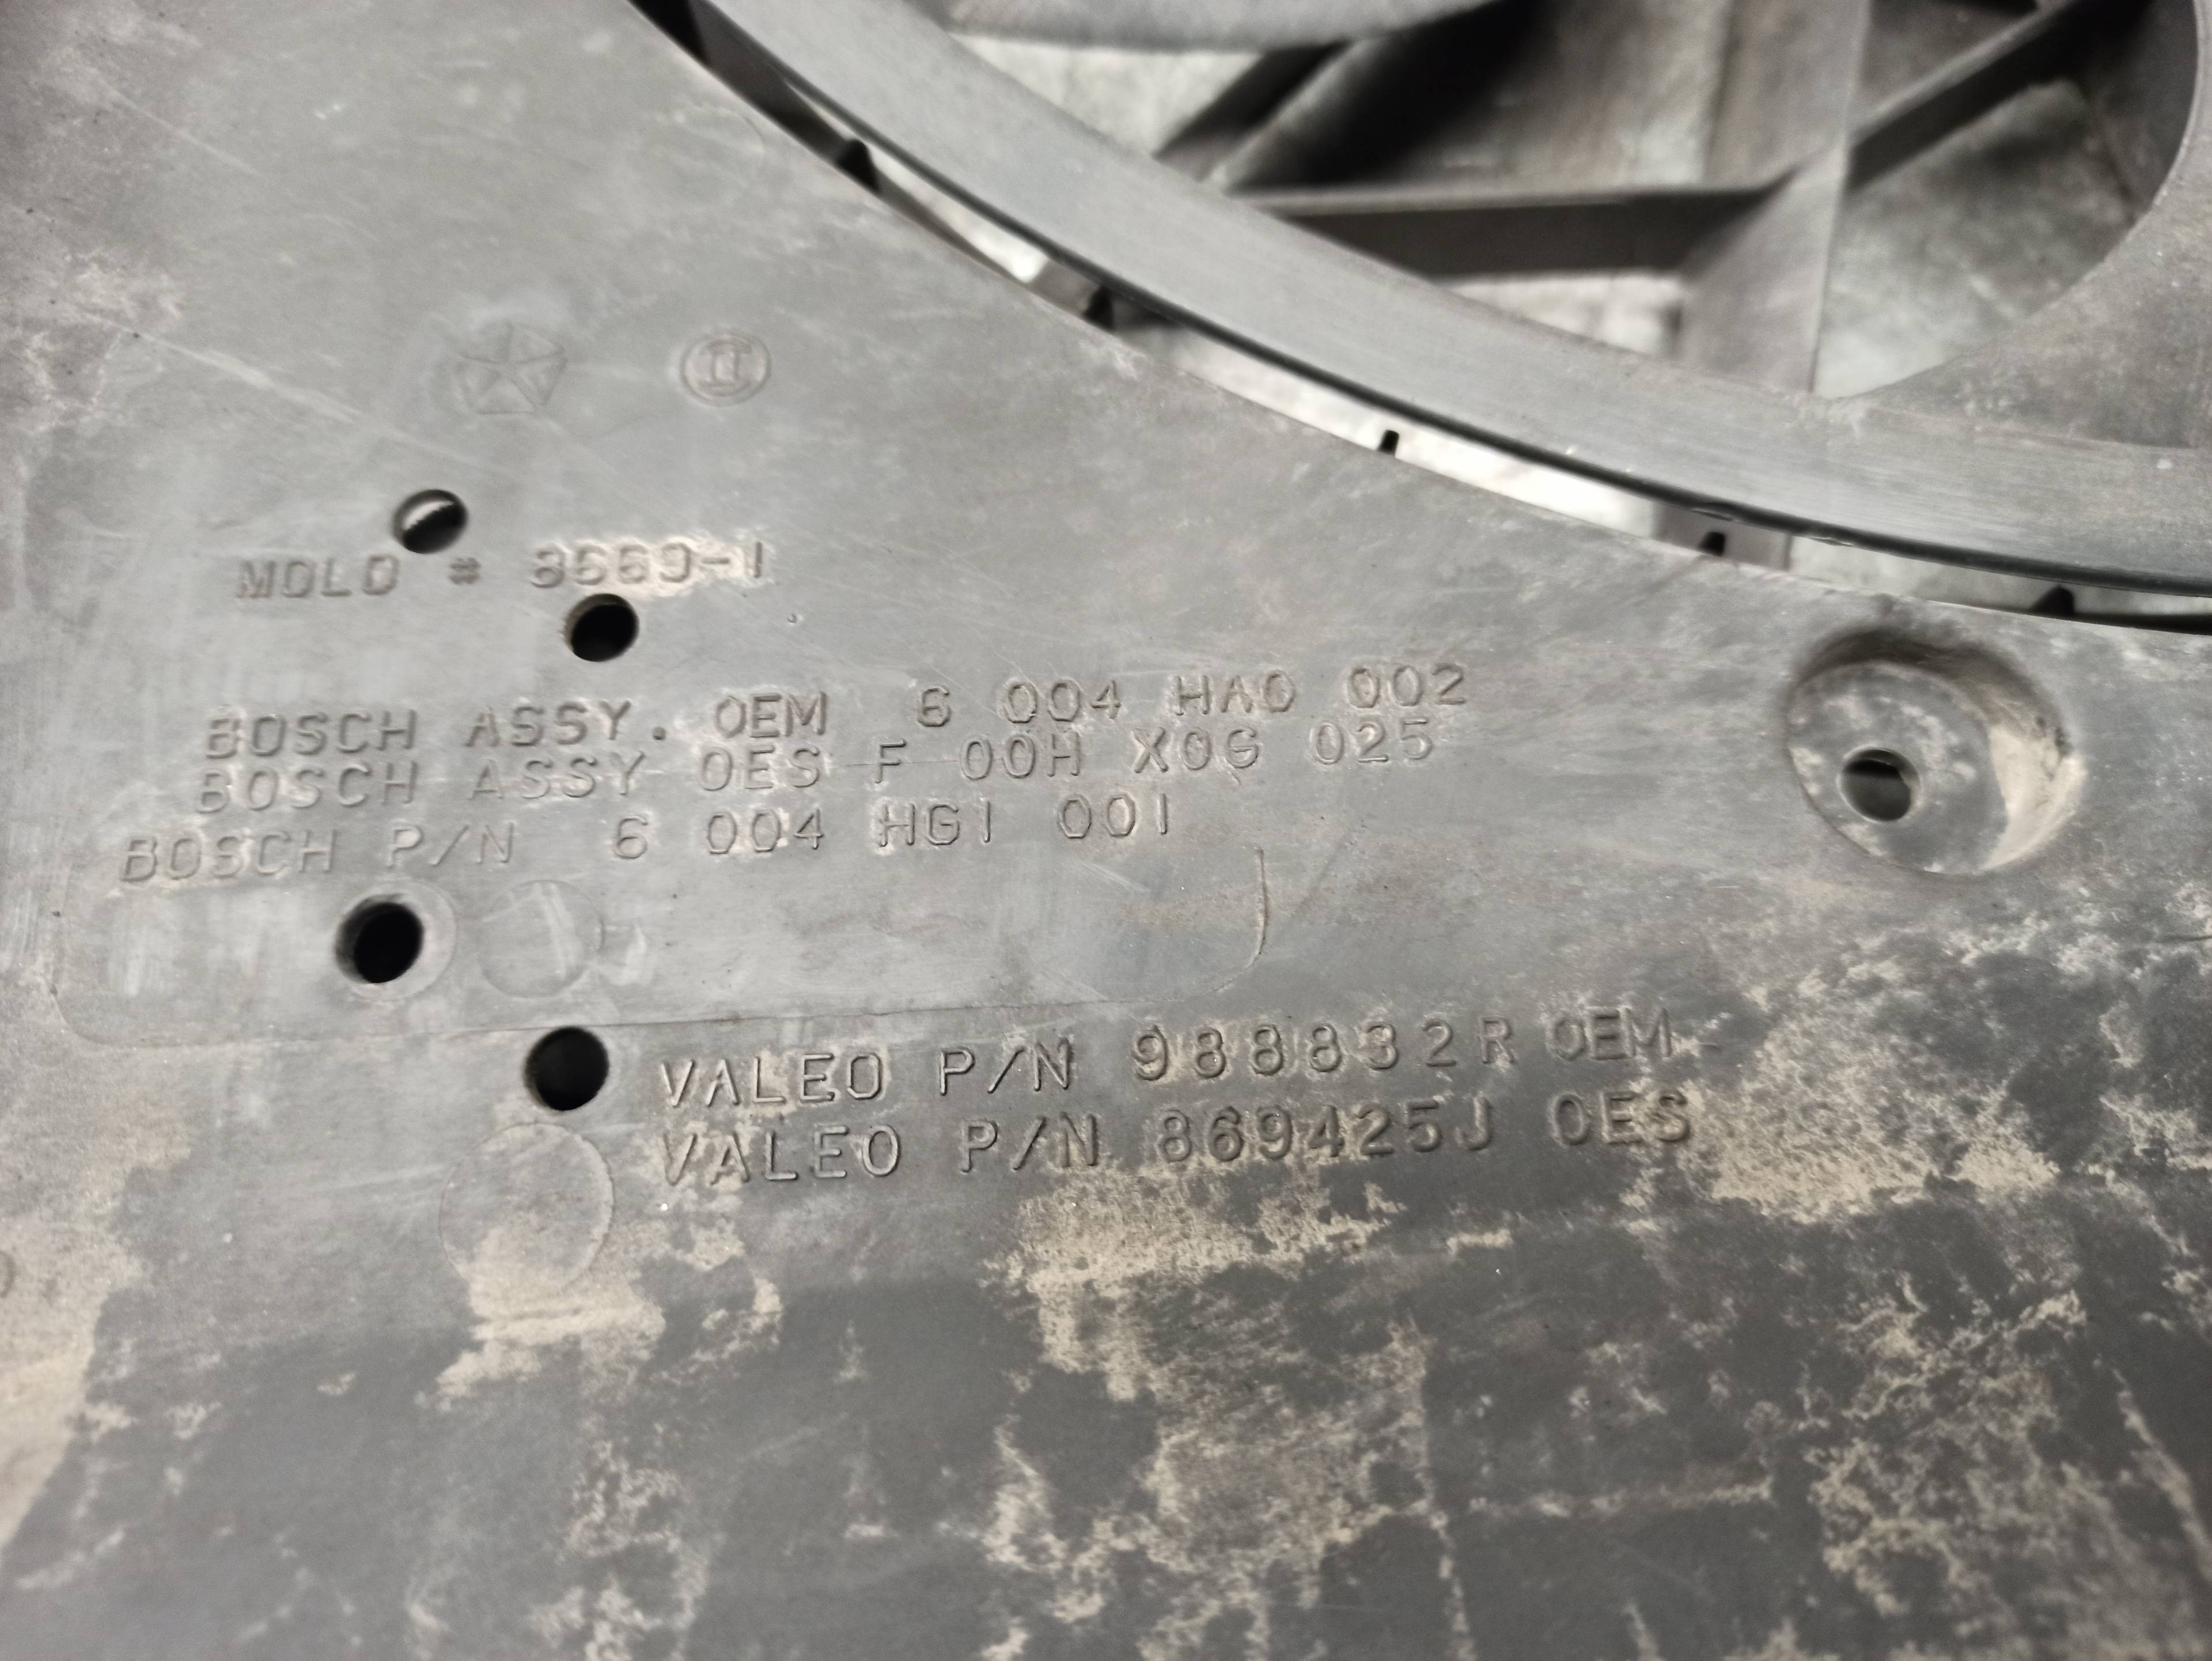 MOLD # 8669-1
BOSCH ASSY. OEM 6 004 HA0 002
BOSCH ASSY OES F 00H X0G 025
BOSCH P/N 6 004 HG1 001
VALEO P/N 988832R OEM
VALEO P/N 869425J OES